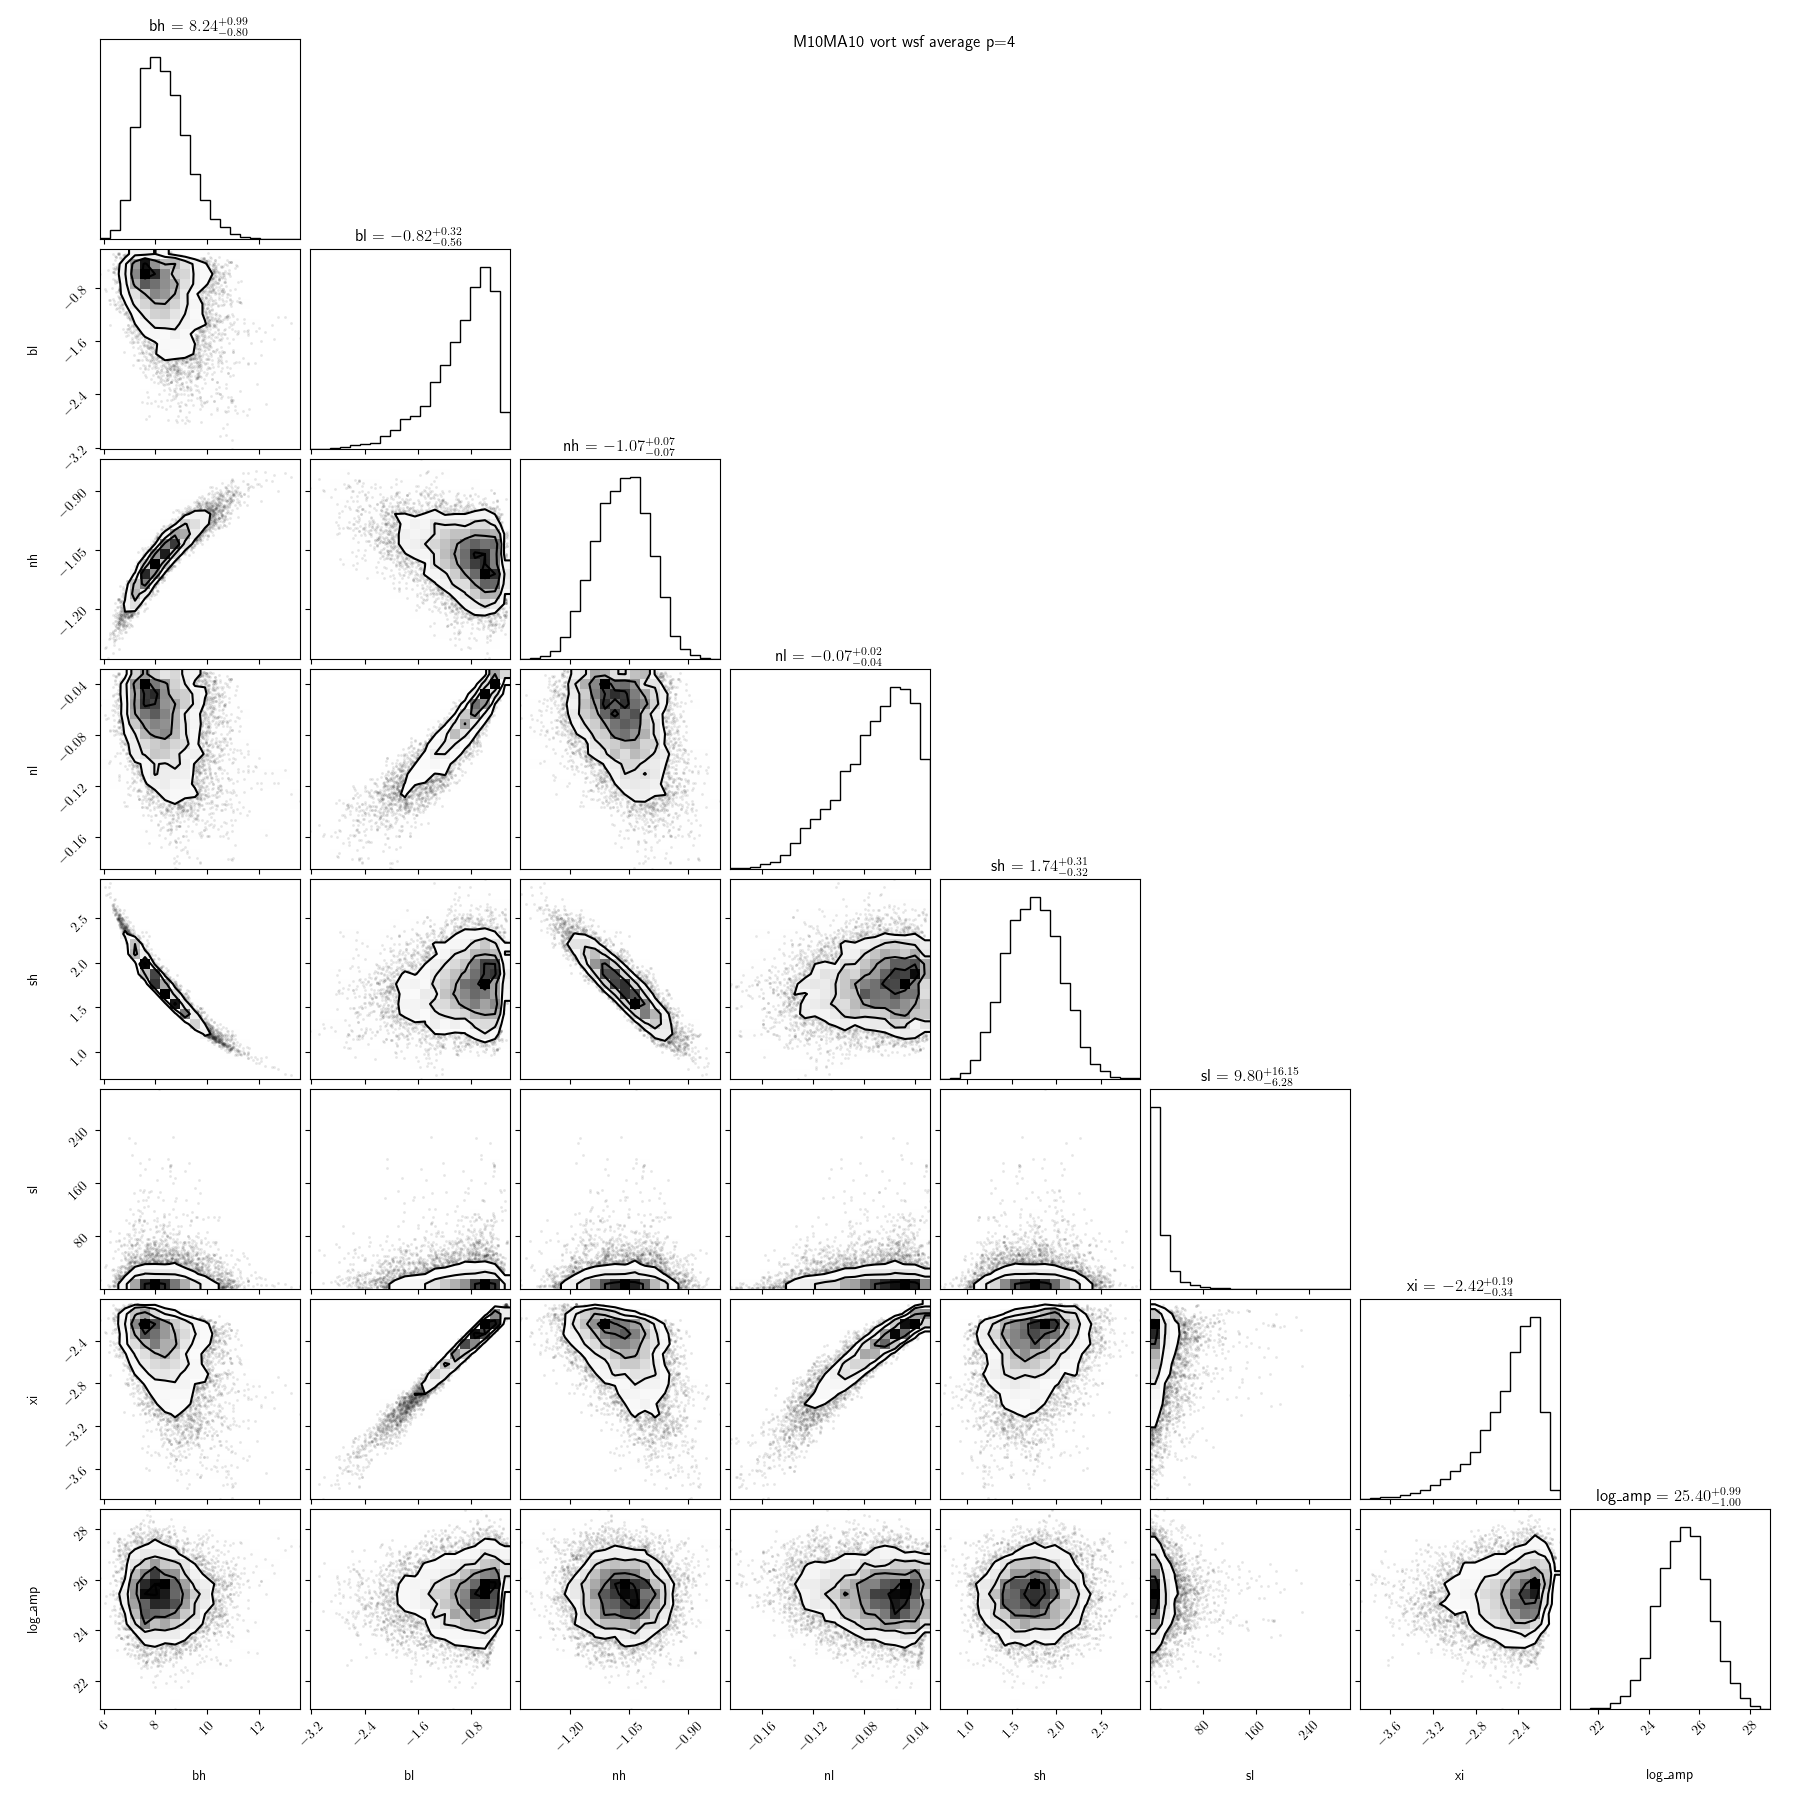 bh = 8.24+0.99 −0.80
M10MA10 vort wsf average p=4
bl = −0.82+0.32 −0.56
−0.8
−1.6
−2.4
−3.2
bl
nh = −1.07+0.07 −0.07
−0.90
−1.05
−1.20
nh
nl = −0.07+0.02 −0.04
−0.04
−0.08
−0.12
−0.16
nl
sh = 1.74+0.31 −0.32
2.5
2.0
1.5
1.0
sh
sl = 9.80+16.15 −6.28
240
160
80
sl
xi = −2.42+0.19 −0.34
−2.4
−2.8
−3.2
−3.6
xi
log_amp = 25.40+0.99 −1.00
28
26
24
22
log_amp
6 8 10 12 −3.2 −2.4 −1.6 −0.8 −1.20 −1.05 −0.90 −0.16 −0.12 −0.08 −0.04 1.0 1.5 2.0 2.5 80 160 240 −3.6 −3.2 −2.8 −2.4 22 24 26 28
bh bl nh nl sh sl xi log_amp